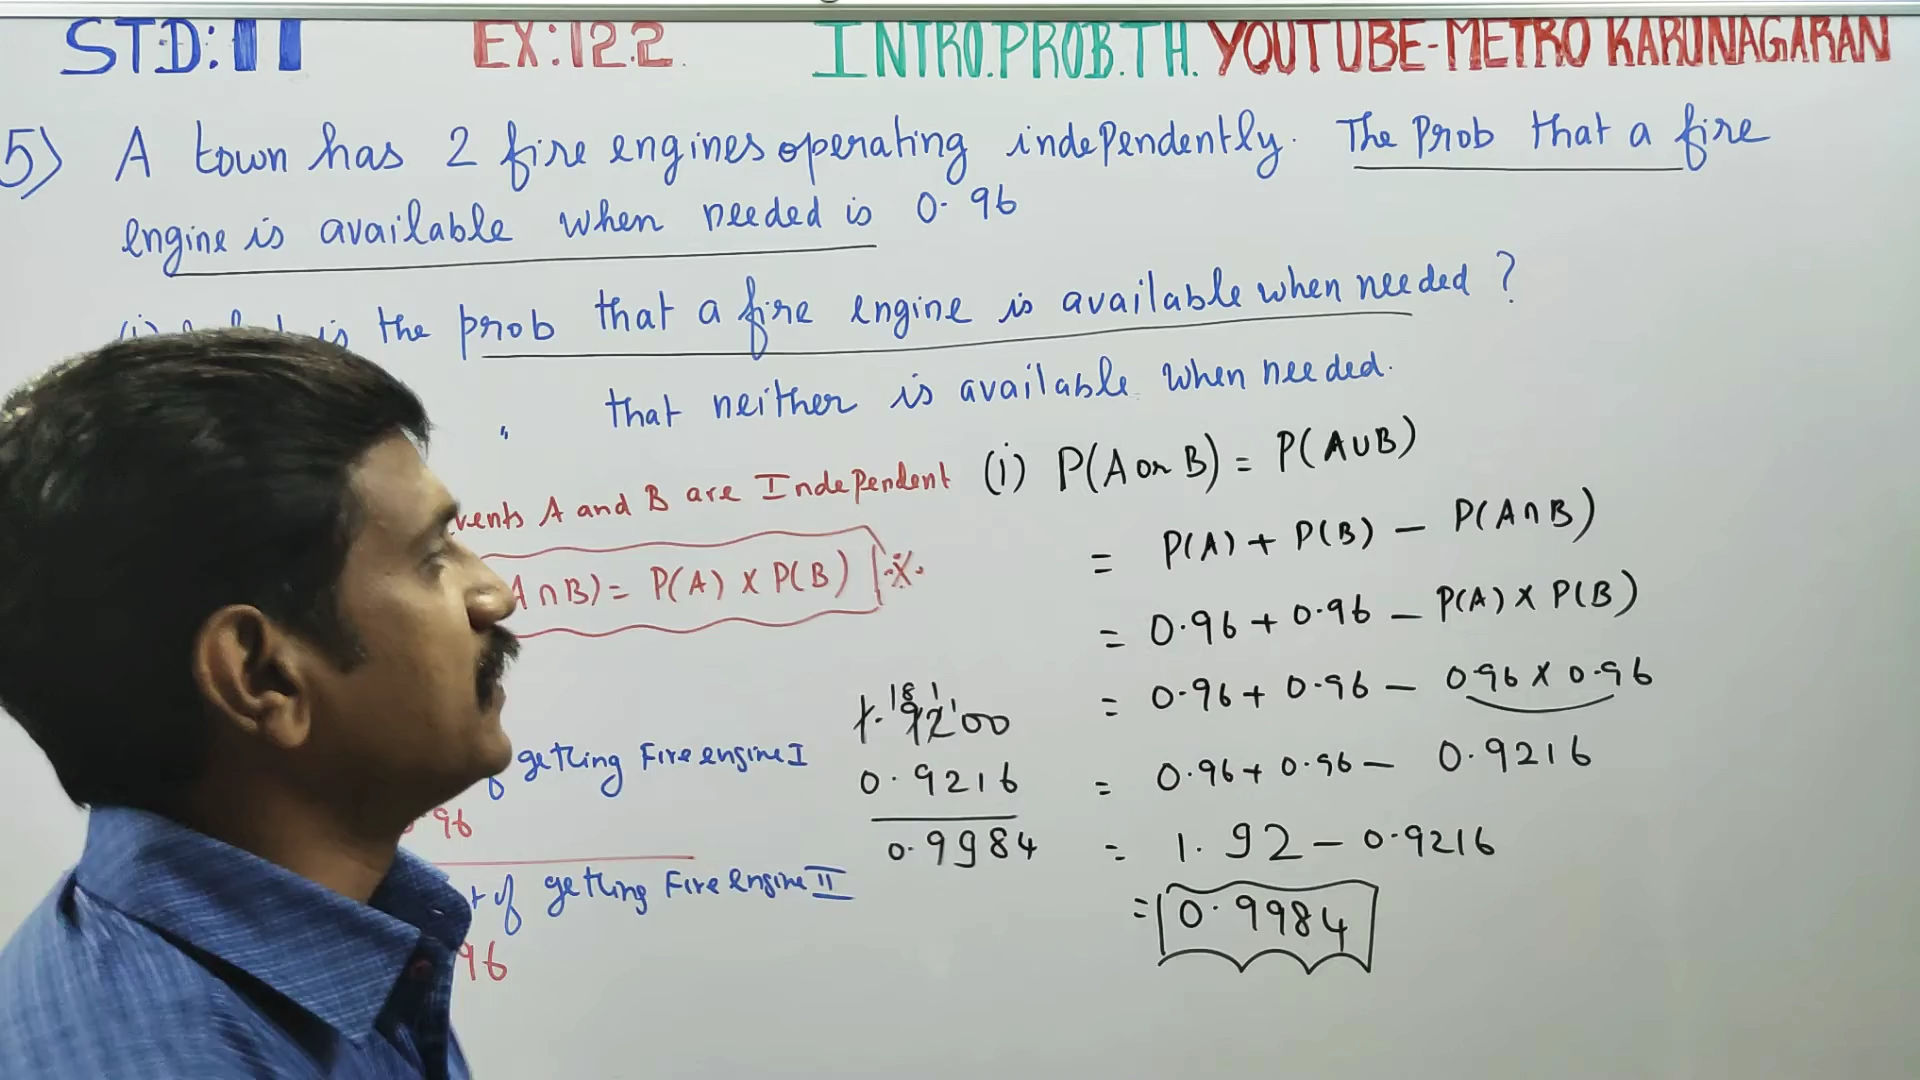 STD: 11 EX: 12.2. INTRO. PROB. TH. YOUTUBE-METRO KARUNAGARAN
5) A town has 2 fire engines operating independently. The Prob that a fire
engine is available when needed is 0.96
is the prob that a fire engine is available when needed ?
" that neither is available when needed.
vents A and B are Independent
A∩B) = P(A) X P(B)
getting Fire engine I
96
of getting Fire Engine II
96
1.9200
0.9216
0.9984
(i) P(A or B) = P(A∪B)
= P(A) + P(B) – P(A∩B)
= 0.96 + 0.96 – P(A) X P(B)
= 0.96 + 0.96 – 0.96 X 0.96
= 0.96 + 0.96 – 0.9216
= 1.92 – 0.9216
= 0.9984